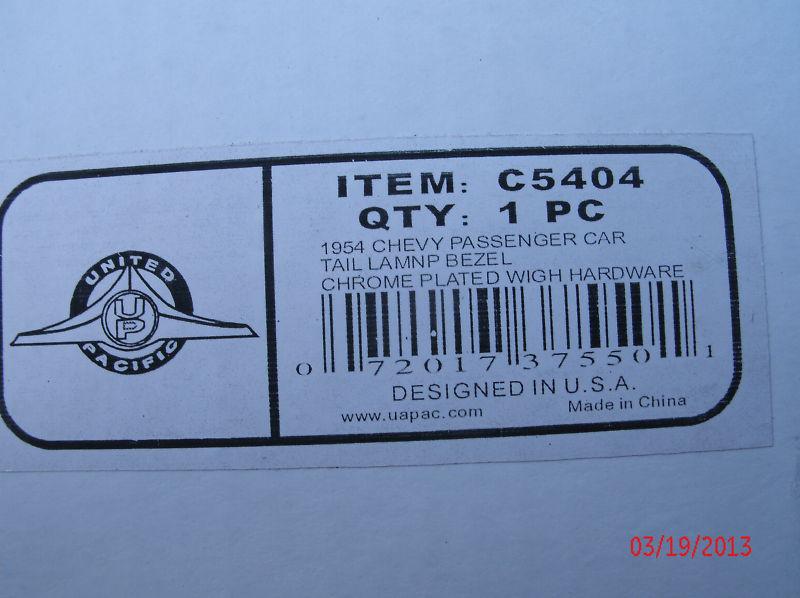 UNITED
UP
PACIFIC
ITEM: C5404
QTY: 1 PC
1954 CHEVY PASSENGER CAR
TAIL LAMNP BEZEL
CHROME PLATED WIGH HARDWARE
0 72017 37550 1
DESIGNED IN U.S.A.
www.uapac.com Made in China
03/19/2013